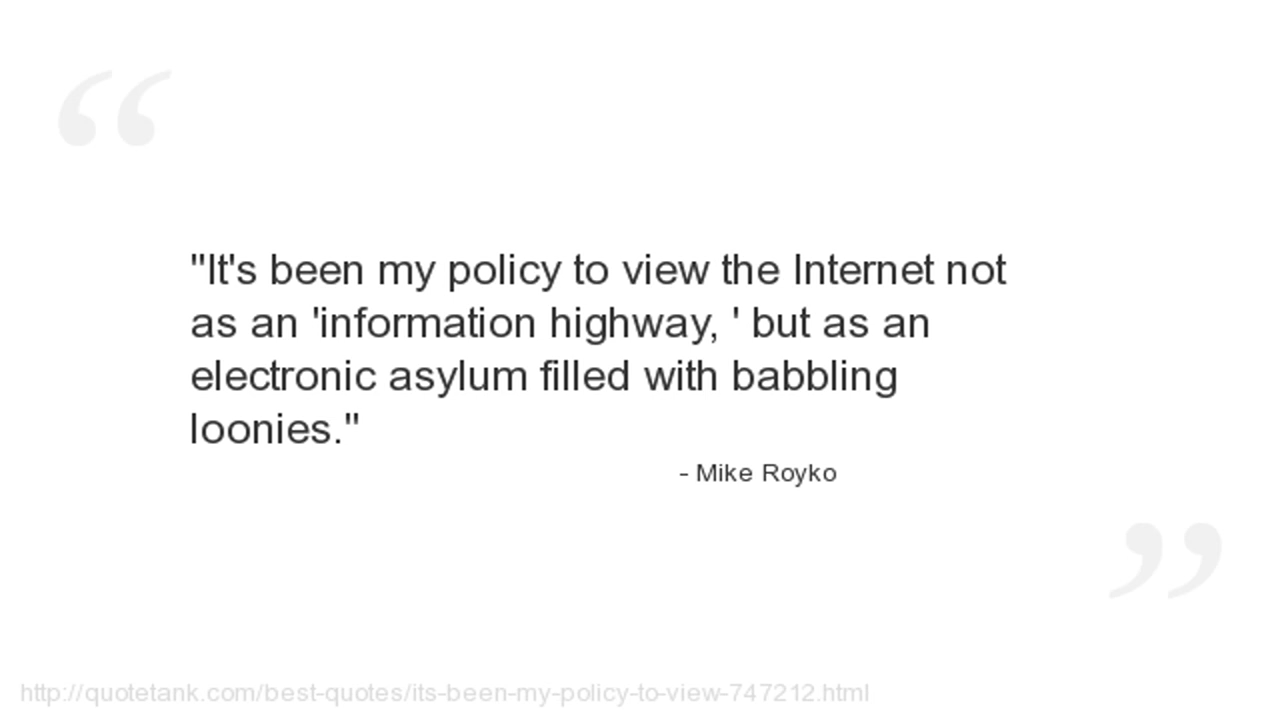 "It's been my policy to view the Internet not
as an 'information highway, ' but as an
electronic asylum filled with babbling
loonies."
- Mike Royko
http://quotetank.com/best-quotes/its-been-my-policy-to-view-747212.html